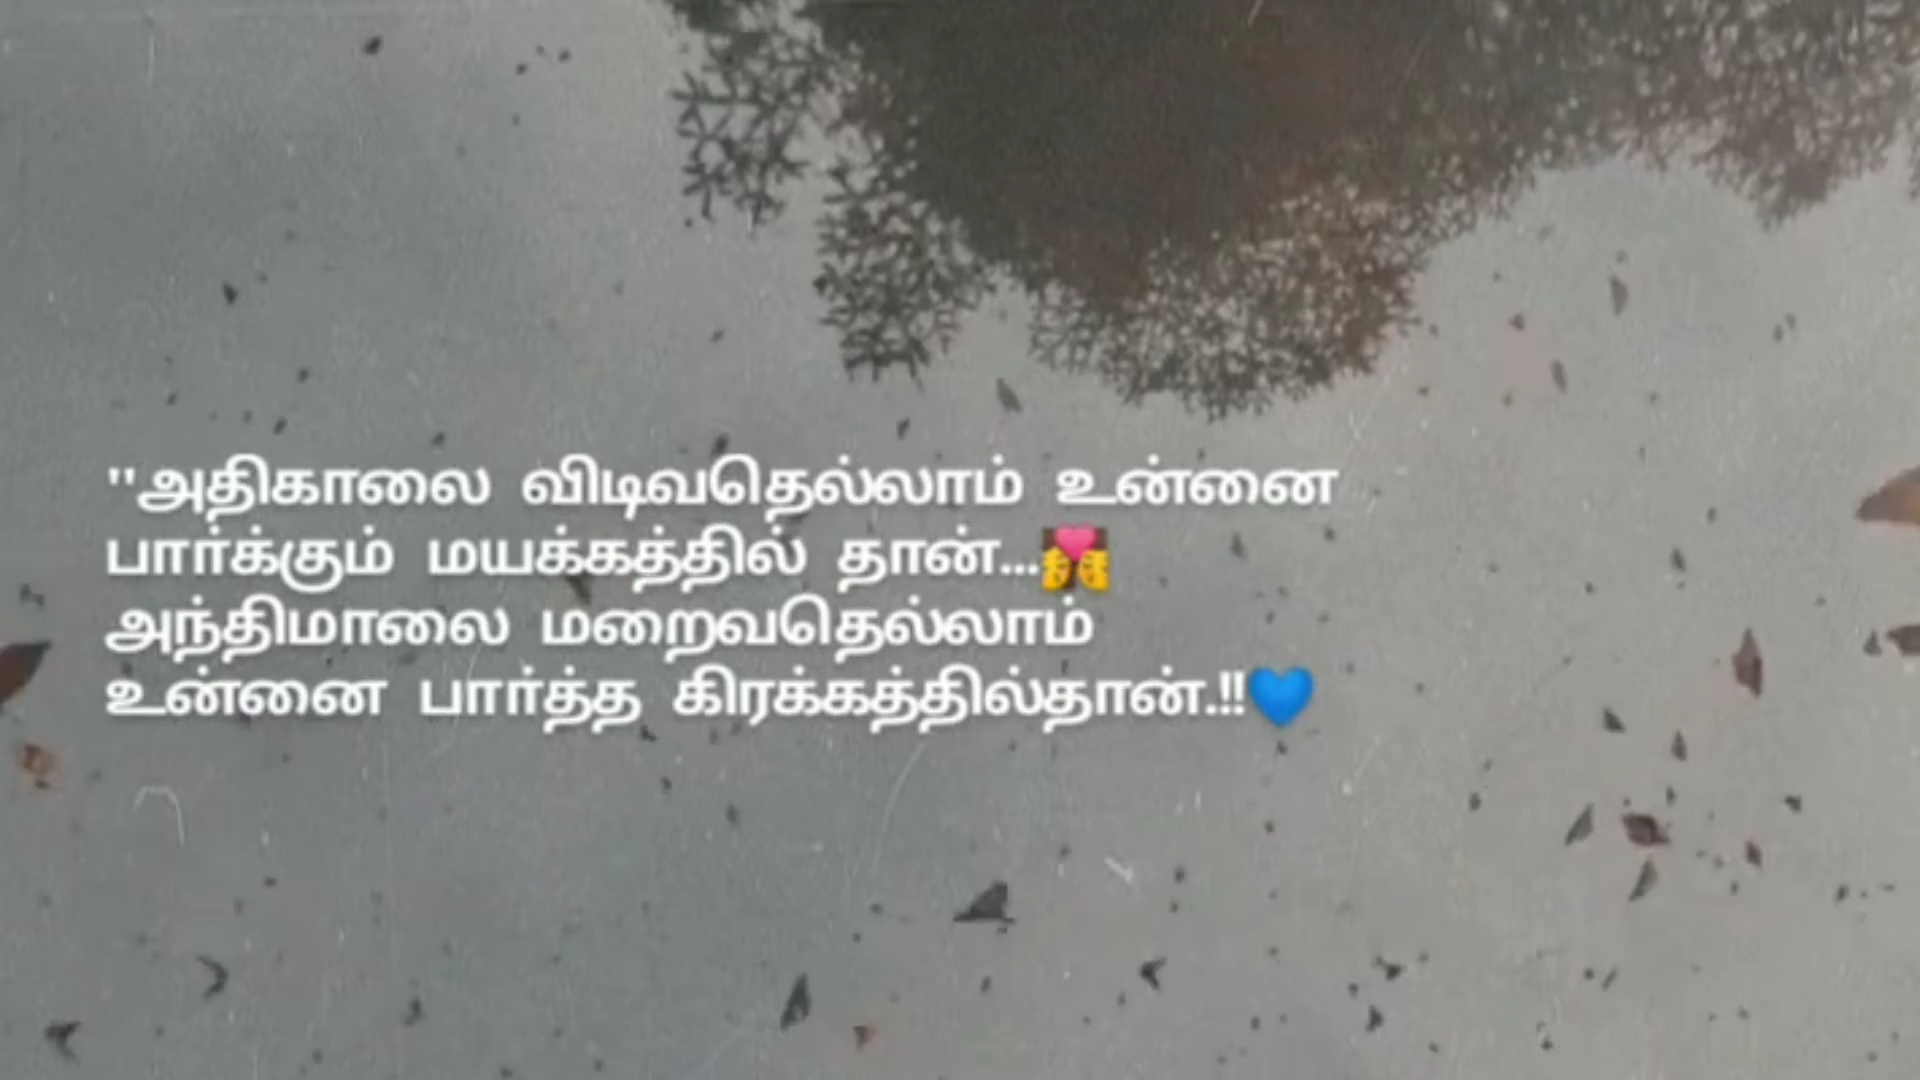 "அதிகாலை விடிவதெல்லாம் உன்னை
பார்க்கும் மயக்கத்தில் தான்...💏
அந்திமாலை மறைவதெல்லாம்
உன்னை பார்த்த கிரக்கத்தில்தான்.!!💙